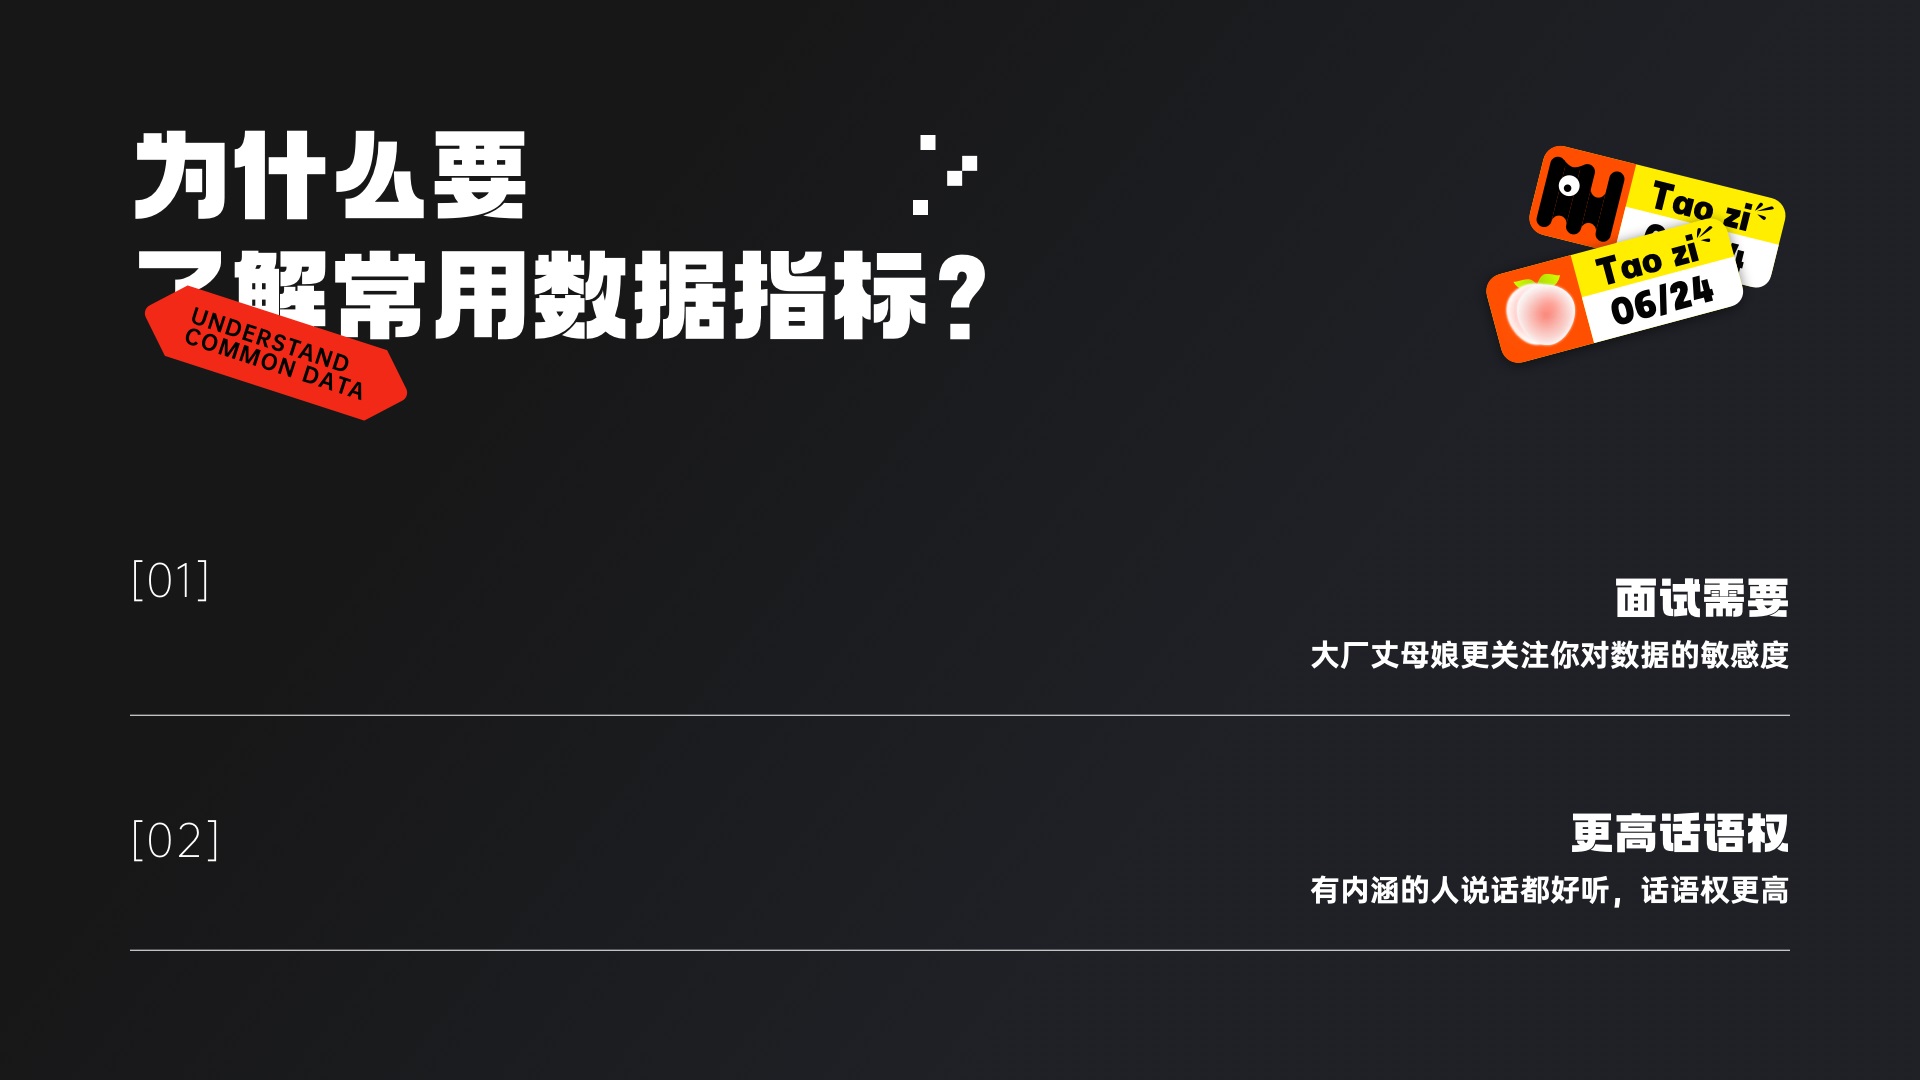 为什么要
了解常用数据指标?
UNDERSTAND
COMMON DATA
Tao zi
Tao zi
06/24
[01]
面试需要
大厂丈母娘更关注你对数据的敏感度
[02]
更高话语权
有内涵的人说话都好听，话语权更高